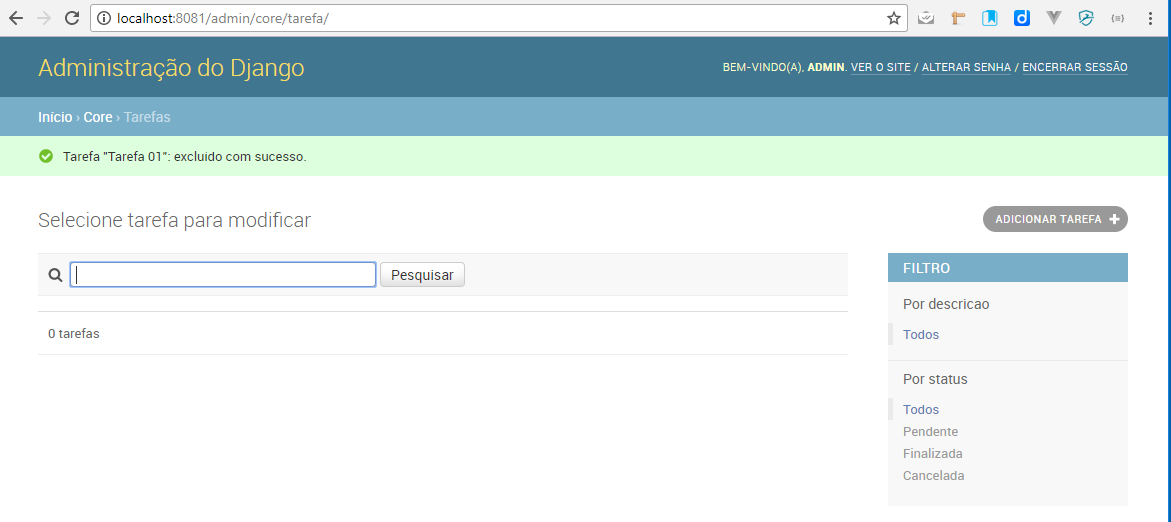 localhost:8081/admin/core/tarefa/
Administração do Django
BEM-VINDO(A), ADMIN. VER O SITE / ALTERAR SENHA / ENCERRAR SESSÃO
Início › Core › Tarefas
Tarefa "Tarefa 01": excluido com sucesso.
Selecione tarefa para modificar
ADICIONAR TAREFA +
Pesquisar
0 tarefas
FILTRO
Por descricao
Todos
Por status
Todos
Pendente
Finalizada
Cancelada